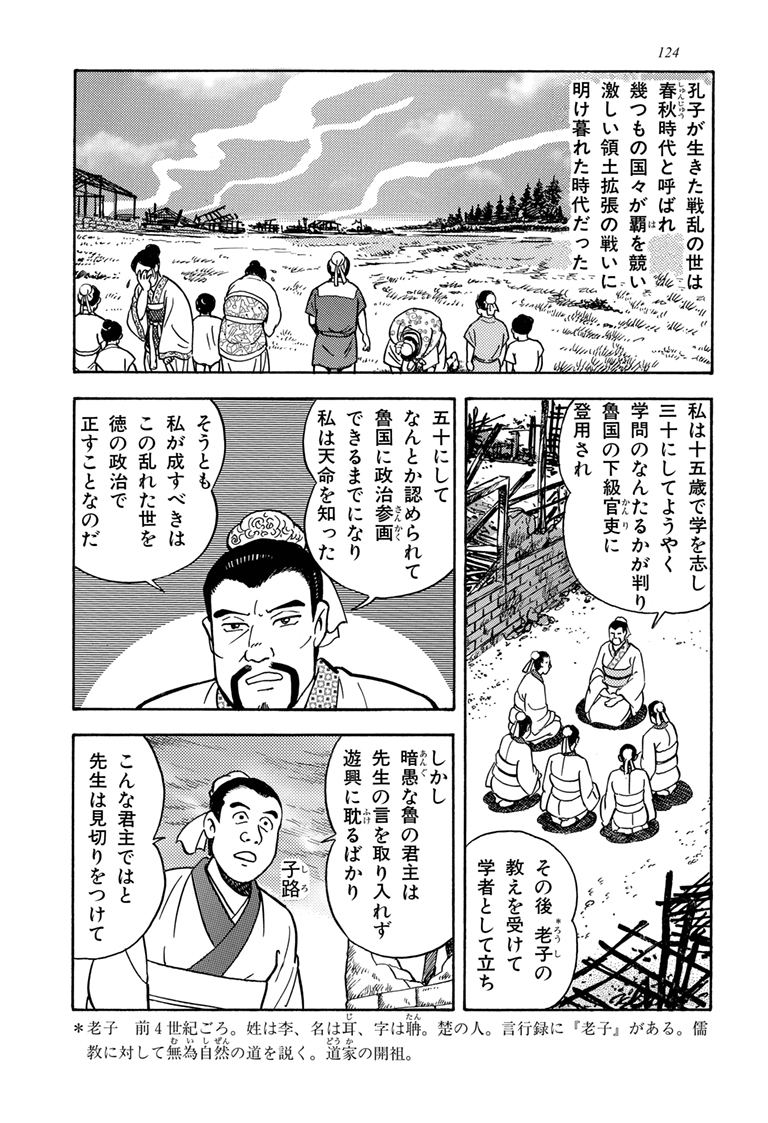 124
孔子が生きた戦乱の世は
春秋時代と呼ばれ
幾つもの国々が覇を競い
激しい領土拡張の戦いに
明け暮れた時代だった
私は十五歳で学を志し
三十にしてようやく
学問のなんたるかが判り
魯国の下級官吏に
登用され
その後 *老子の
教えを受けて
学者として立ち
五十にして
なんとか認められて
魯国に政治参画
できるまでになり
私は天命を知った
そうとも
私が成すべきは
この乱れた世を
徳の政治で
正すことなのだ
しかし
暗愚な魯の君主は
先生の言を取り入れず
遊興に耽るばかり
子路
こんな君主ではと
先生は見切りをつけて
*老子 前4世紀ごろ。姓は李、名は耳、字は聃。楚の人。言行録に『老子』がある。儒
教に対して無為自然の道を説く。道家の開祖。